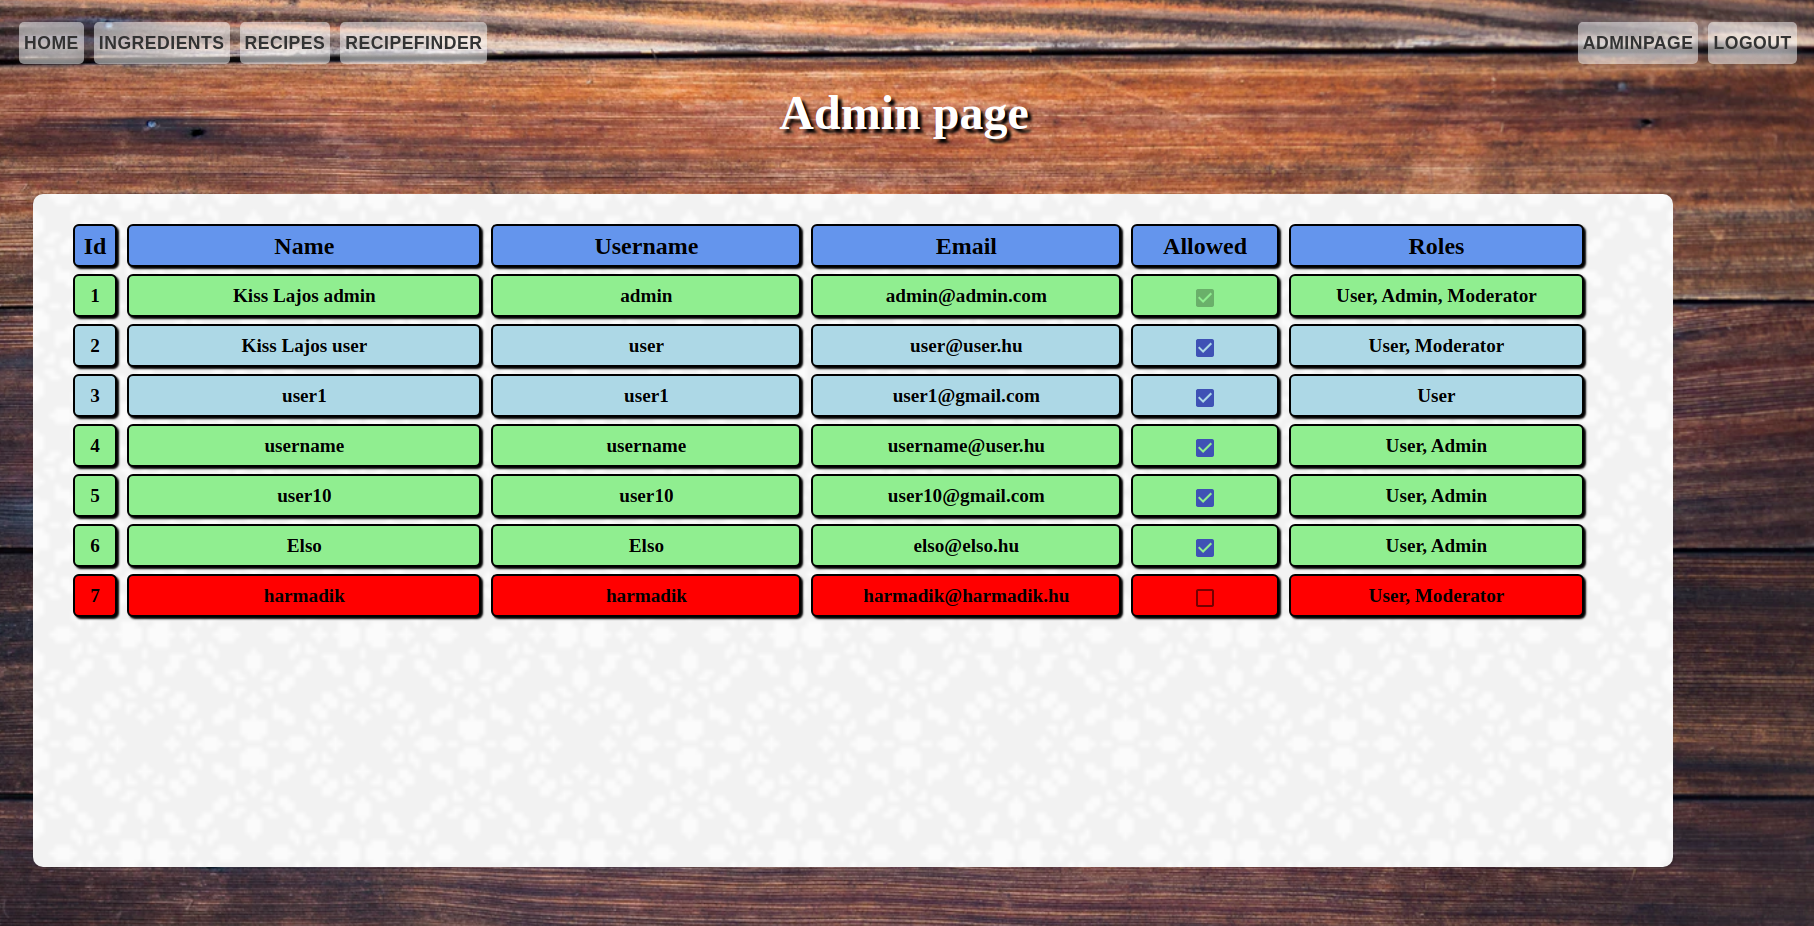 HOME INGREDIENTS RECIPES RECIPEFINDER ADMINPAGE LOGOUT
Admin page
Id Name Username Email Allowed Roles
1 Kiss Lajos admin admin admin@admin.com User, Admin, Moderator
2 Kiss Lajos user user user@user.hu User, Moderator
3 user1 user1 user1@gmail.com User
4 username username username@user.hu User, Admin
5 user10 user10 user10@gmail.com User, Admin
6 Elso Elso elso@elso.hu User, Admin
7 harmadik harmadik harmadik@harmadik.hu User, Moderator